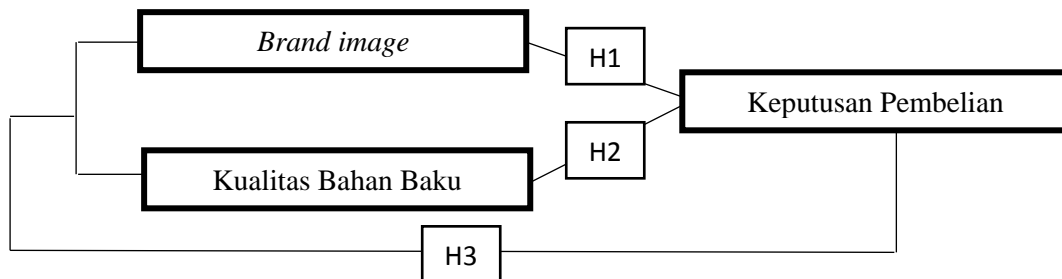 Brand image
H1
Keputusan Pembelian
H2
Kualitas Bahan Baku
H3